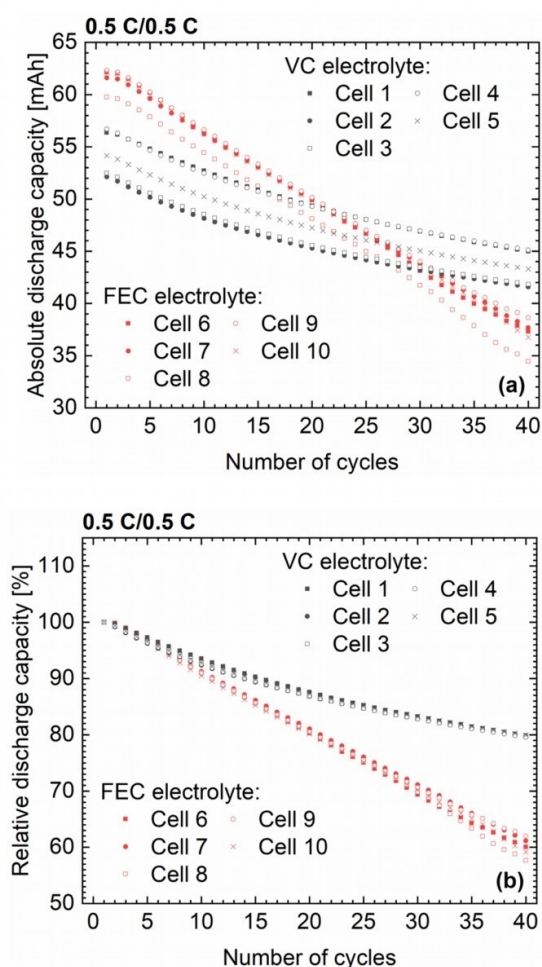 0.5 C/0.5 C
Absolute discharge capacity [mAh]
65
60
55
50
45
40
35
30
VC electrolyte:
Cell 1 Cell 4
Cell 2 Cell 5
Cell 3
FEC electrolyte:
Cell 6 Cell 9
Cell 7 Cell 10
Cell 8
(a)
0 5 10 15 20 25 30 35 40
Number of cycles
0.5 C/0.5 C
Relative discharge capacity [%]
110
100
90
80
70
60
50
VC electrolyte:
Cell 1 Cell 4
Cell 2 Cell 5
Cell 3
FEC electrolyte:
Cell 6 Cell 9
Cell 7 Cell 10
Cell 8
(b)
0 5 10 15 20 25 30 35 40
Number of cycles